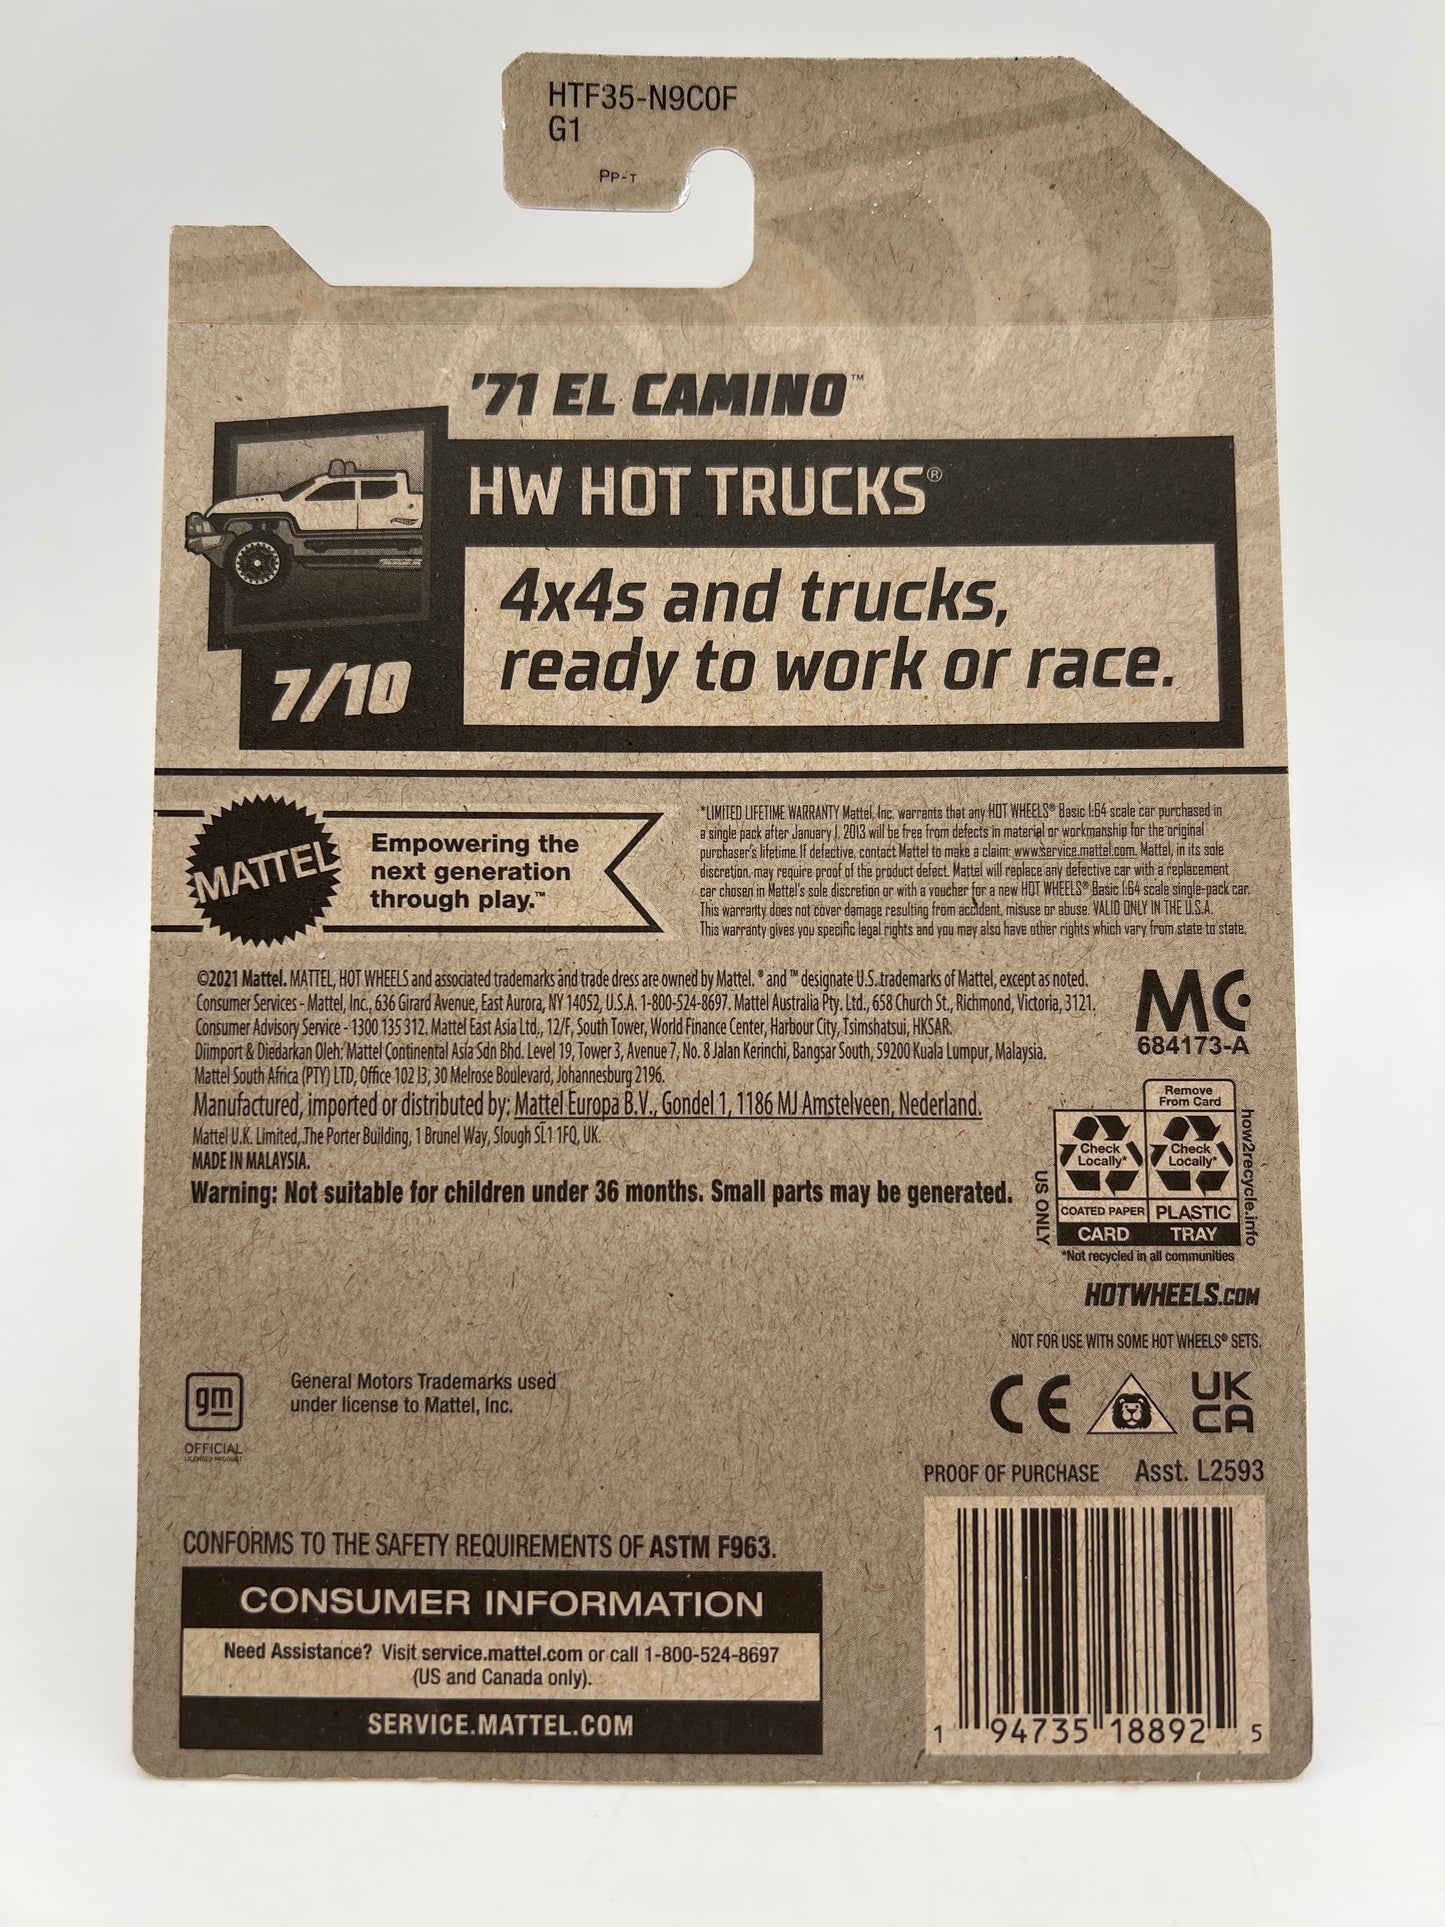 HTF35-N9C0F
G1
PP-T
'71 EL CAMINO™
HW HOT TRUCKS®
4x4s and trucks,
ready to work or race.
7/10
MATTEL
Empowering the
next generation
through play.™
*LIMITED LIFETIME WARRANTY Mattel, Inc. warrants that any HOT WHEELS® Basic 1:64 scale car purchased in
a single pack after January 1, 2013 will be free from defects in material or workmanship for the original
purchaser's lifetime. If defective, contact Mattel to make a claim: www.service.mattel.com. Mattel, in its sole
discretion, may require proof of the product defect. Mattel will replace any defective car with a replacement
car chosen in Mattel's sole discretion or with a voucher for a new HOT WHEELS® Basic 1:64 scale single-pack car.
This warranty does not cover damage resulting from accident, misuse or abuse. VALID ONLY IN THE U.S.A.
This warranty gives you specific legal rights and you may also have other rights which vary from state to state.
©2021 Mattel. MATTEL, HOT WHEELS and associated trademarks and trade dress are owned by Mattel. ® and ™ designate U.S. trademarks of Mattel, except as noted.
Consumer Services - Mattel, Inc., 636 Girard Avenue, East Aurora, NY 14052, U.S.A. 1-800-524-8697. Mattel Australia Pty. Ltd., 658 Church St., Richmond, Victoria, 3121.
Consumer Advisory Service - 1300 135 312. Mattel East Asia Ltd., 12/F, South Tower, World Finance Center, Harbour City, Tsimshatsui, HKSAR.
Diimport & Diedarkan Oleh: Mattel Continental Asia Sdn Bhd. Level 19, Tower 3, Avenue 7, No. 8 Jalan Kerinchi, Bangsar South, 59200 Kuala Lumpur, Malaysia.
Mattel South Africa (PTY) LTD, Office 102 I3, 30 Melrose Boulevard, Johannesburg 2196.
Manufactured, imported or distributed by: Mattel Europa B.V., Gondel 1, 1186 MJ Amstelveen, Nederland.
Mattel U.K. Limited, The Porter Building, 1 Brunel Way, Slough SL1 1FQ, UK.
MADE IN MALAYSIA.
Warning: Not suitable for children under 36 months. Small parts may be generated.
MC
684173-A
Remove
From Card
Check
Locally*
Check
Locally*
COATED PAPER
PLASTIC
CARD
TRAY
US ONLY
how2recycle.info
*Not recycled in all communities
HOTWHEELS.COM
NOT FOR USE WITH SOME HOT WHEELS® SETS.
gm
OFFICIAL
LICENSED PRODUCT
General Motors Trademarks used
under license to Mattel, Inc.
CE
UK
CA
PROOF OF PURCHASE Asst. L2593
CONFORMS TO THE SAFETY REQUIREMENTS OF ASTM F963.
CONSUMER INFORMATION
Need Assistance? Visit service.mattel.com or call 1-800-524-8697
(US and Canada only).
SERVICE.MATTEL.COM
1 94735 18892 5